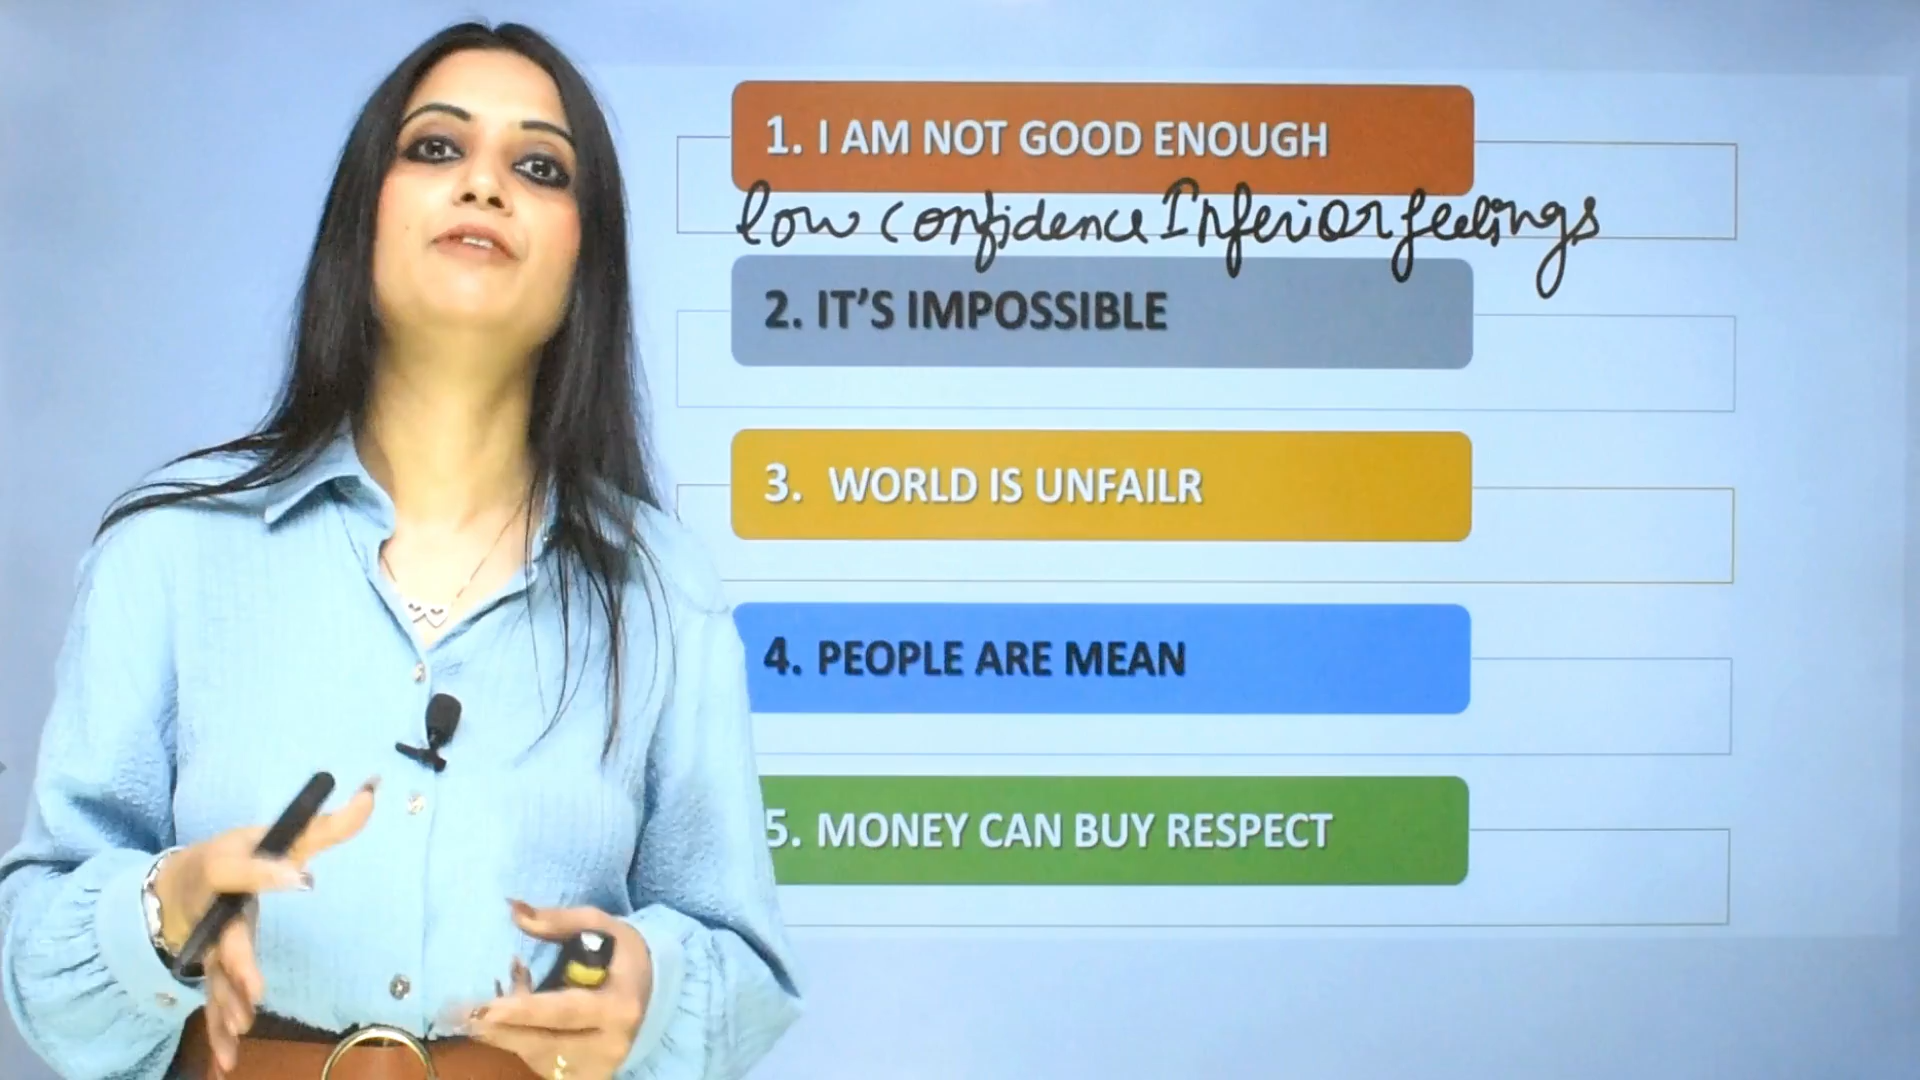 1. I AM NOT GOOD ENOUGH
low confidence Inferior feelings
2. IT’S IMPOSSIBLE
3. WORLD IS UNFAILR
4. PEOPLE ARE MEAN
5. MONEY CAN BUY RESPECT